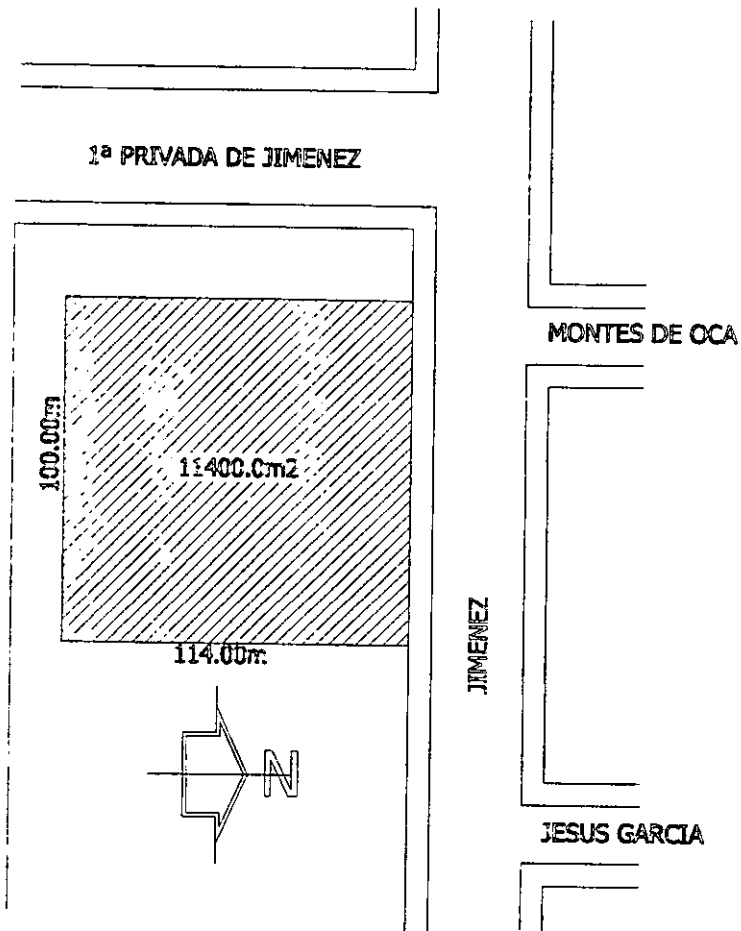 1ª PRIVADA DE JIMENEZ
MONTES DE OCA
100.00m
11400.0m2
114.00m
JIMENEZ
N
JESUS GARCIA